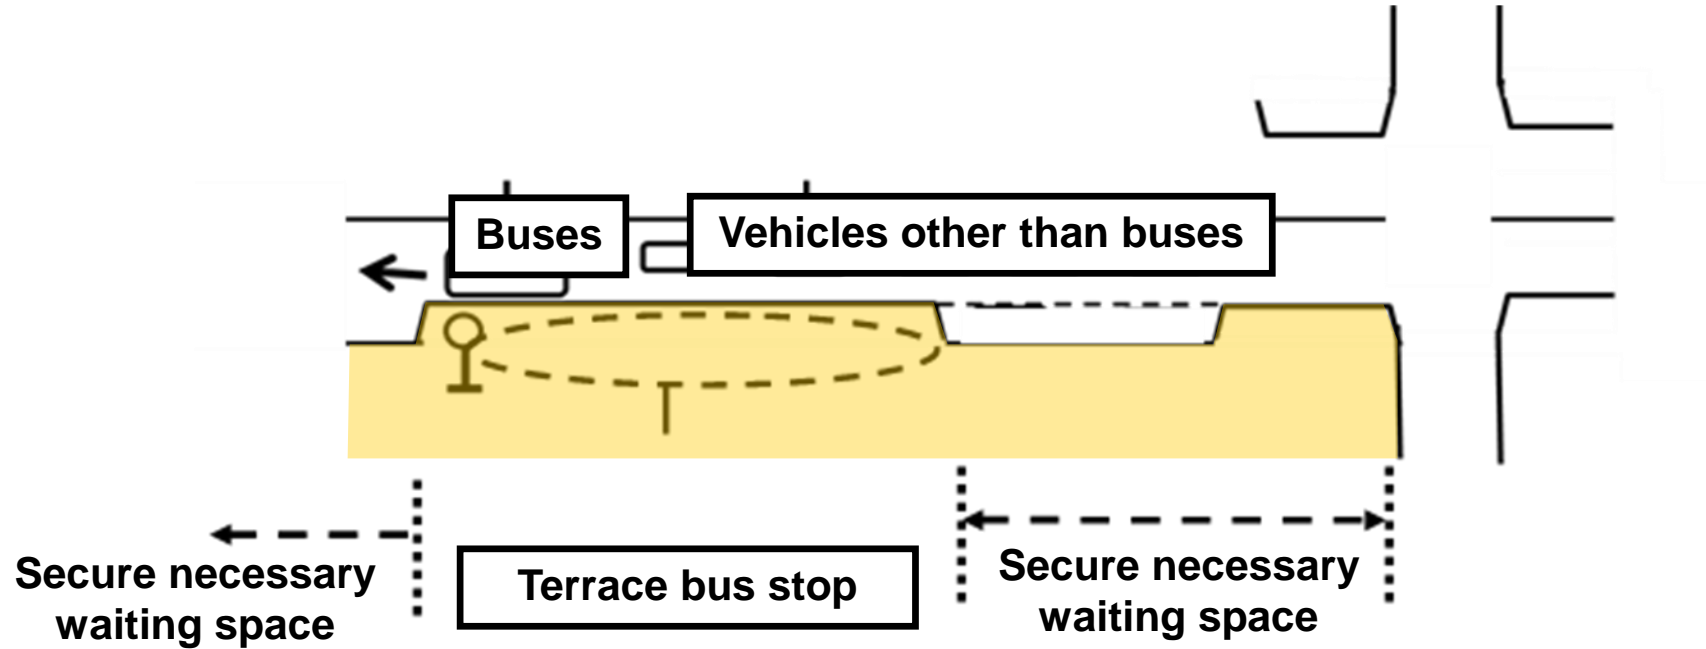 Buses
Vehicles other than buses
Secure necessary
waiting space
Terrace bus stop
Secure necessary
waiting space